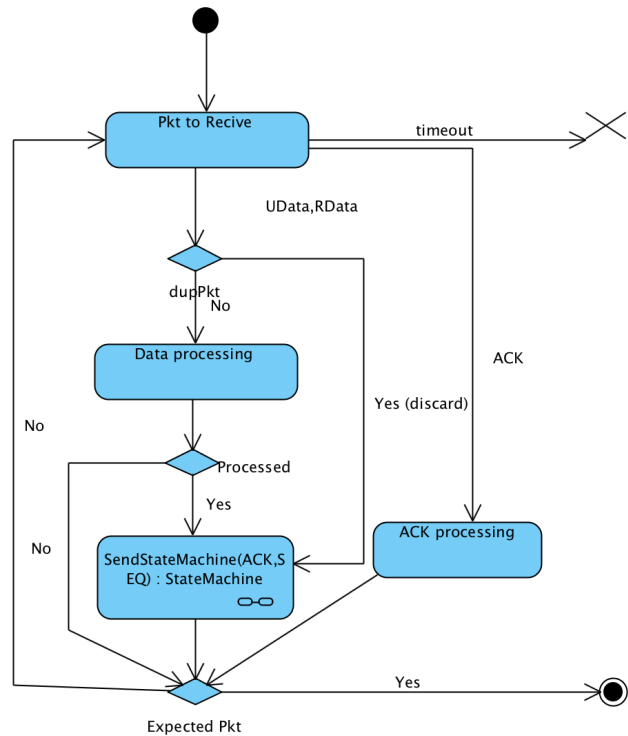 Pkt to Recive
timeout
UData,RData
dupPkt
No
Data processing
ACK
Yes (discard)
No
Processed
Yes
ACK processing
No
SendStateMachine(ACK,S
EQ) : StateMachine
Yes
Expected Pkt